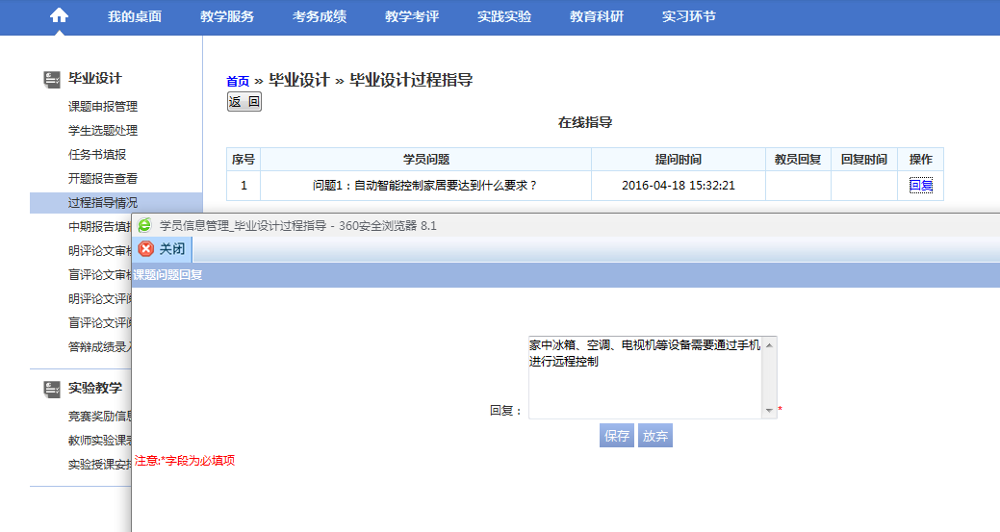 我的桌面 教学服务 考务成绩 教学考评 实践实验 教育科研 实习环节
毕业设计
课题申报管理
学生选题处理
任务书填报
开题报告查看
过程指导情况
中期报告填报
明评论文审
盲评论文审
明评论文评
盲评论文评
答辩成绩录入
实验教学
竞赛奖励信息
教师实验课表
实验授课安排
首页 » 毕业设计 » 毕业设计过程指导
返 回
在线指导
序号 学员问题 提问时间 教员回复 回复时间 操作
1 问题1：自动智能控制家居要达到什么要求？ 2016-04-18 15:32:21 回复
学员信息管理_毕业设计过程指导 - 360安全浏览器 8.1
关闭
课题问题回复
家中冰箱、空调、电视机等设备需要通过手机
进行远程控制
回复： *
保存 放弃
注意:*字段为必填项